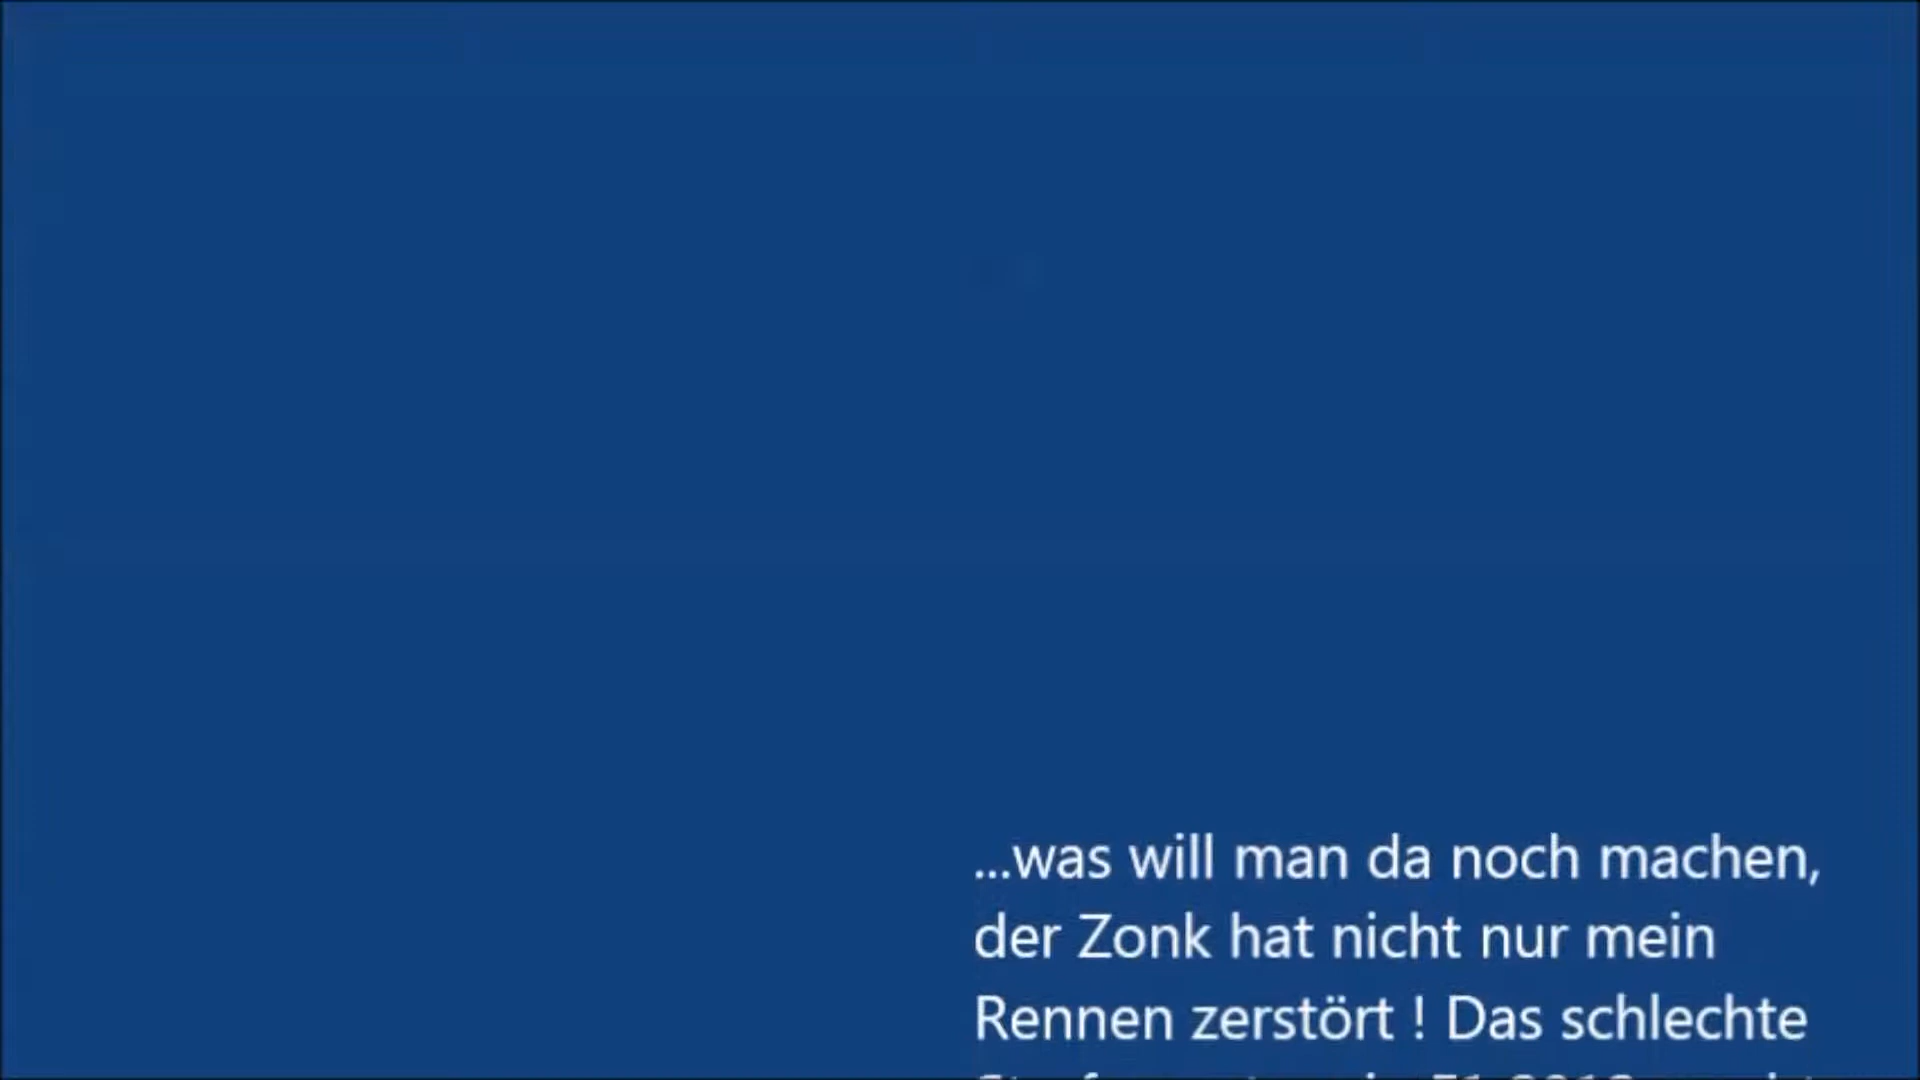 ...was will man da noch machen,
der Zonk hat nicht nur mein
Rennen zerstört ! Das schlechte